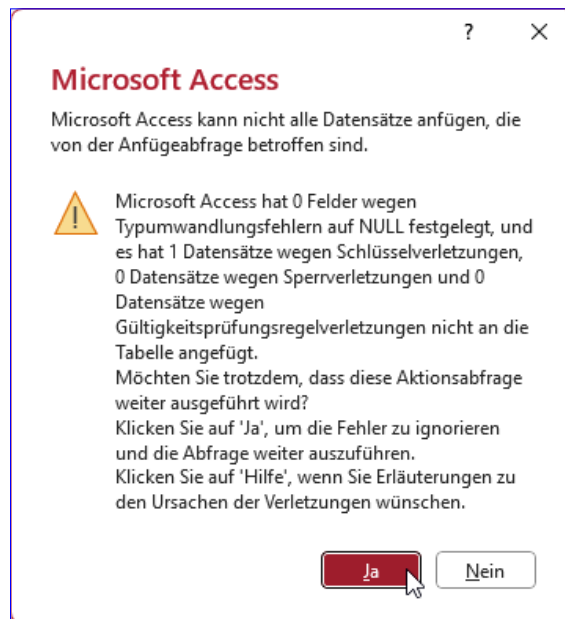 ?
Microsoft Access
Microsoft Access kann nicht alle Datensätze anfügen, die
von der Anfügeabfrage betroffen sind.
Microsoft Access hat 0 Felder wegen
Typumwandlungsfehlern auf NULL festgelegt, und
es hat 1 Datensätze wegen Schlüsselverletzungen,
0 Datensätze wegen Sperrverletzungen und 0
Datensätze wegen
Gültigkeitsprüfungsregelverletzungen nicht an die
Tabelle angefügt.
Möchten Sie trotzdem, dass diese Aktionsabfrage
weiter ausgeführt wird?
Klicken Sie auf 'Ja', um die Fehler zu ignorieren
und die Abfrage weiter auszuführen.
Klicken Sie auf 'Hilfe', wenn Sie Erläuterungen zu
den Ursachen der Verletzungen wünschen.
Ja Nein